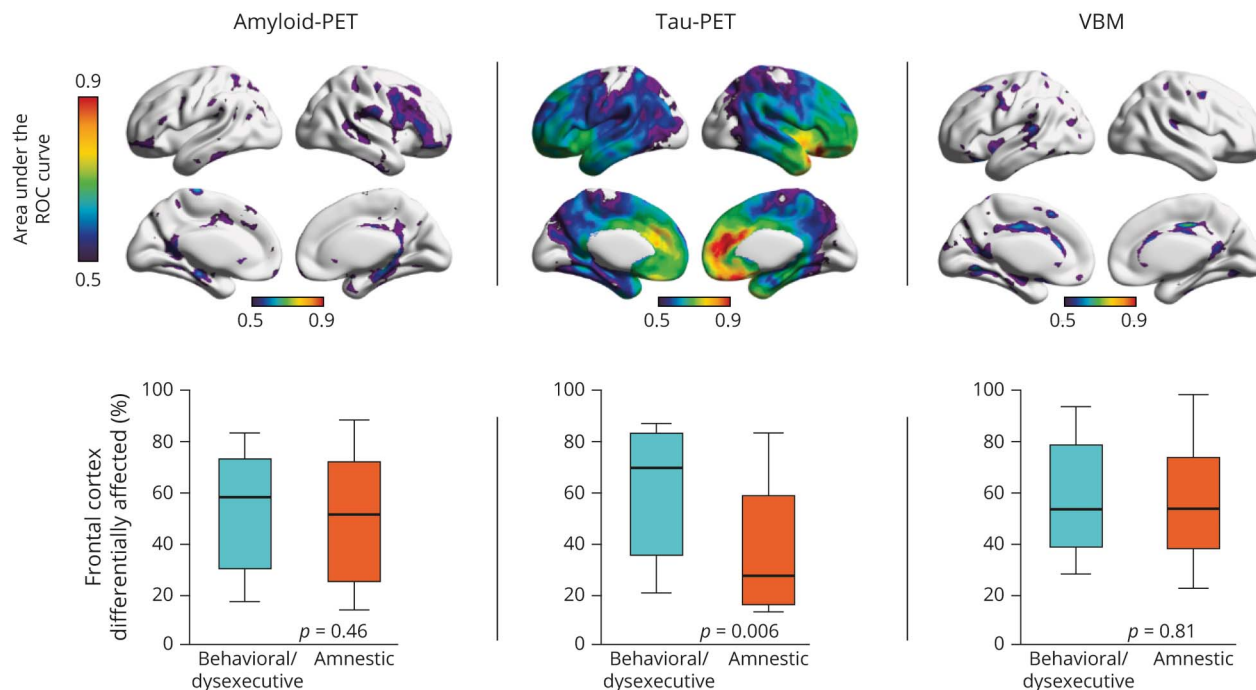 Amyloid-PET
Tau-PET
VBM
Area under the
ROC curve
0.9
0.5
0.5
0.9
0.5
0.9
0.5
0.9
Frontal cortex
differentially affected (%)
100
80
60
40
20
0
p = 0.46
Behavioral/
dysexecutive
Amnestic
100
80
60
40
20
0
p = 0.006
Behavioral/
dysexecutive
Amnestic
100
80
60
40
20
0
p = 0.81
Behavioral/
dysexecutive
Amnestic